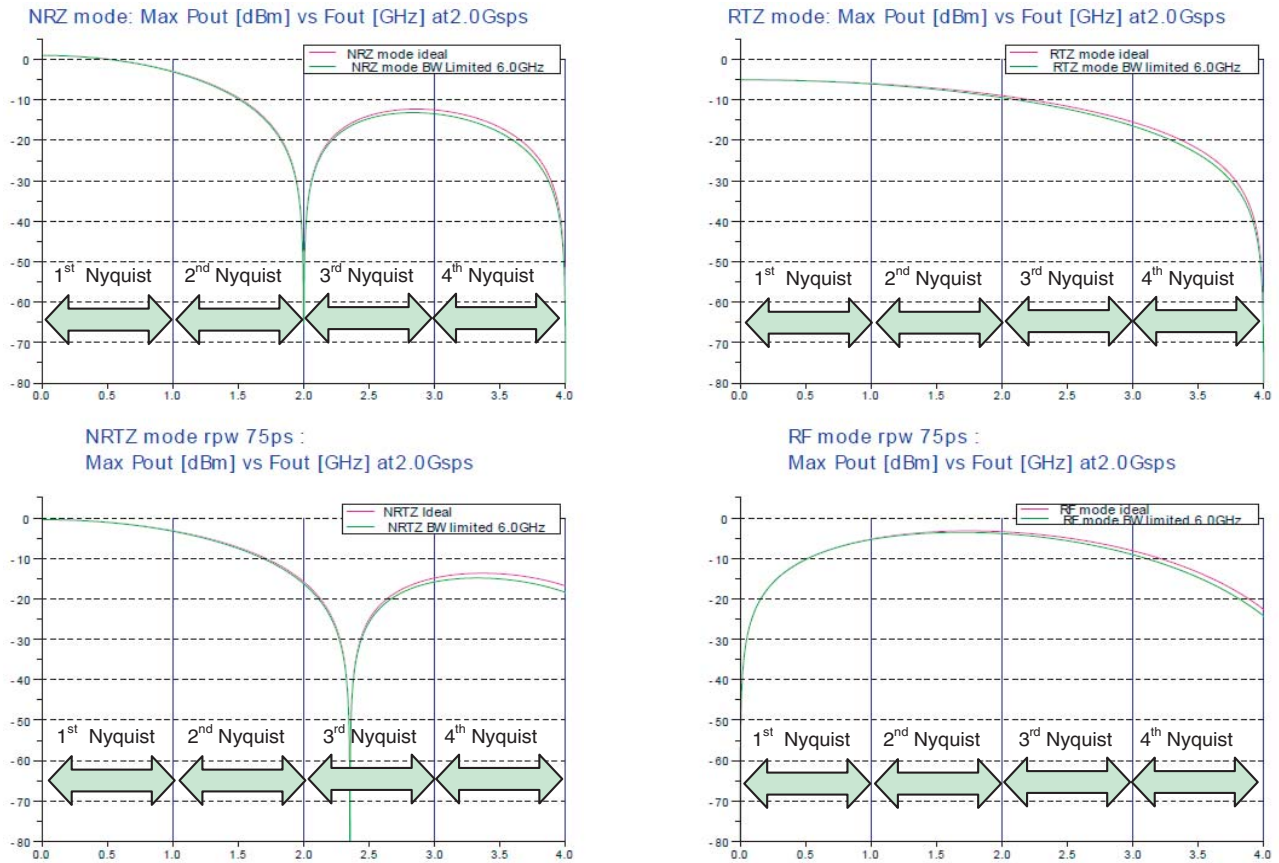 NRZ mode: Max Pout [dBm] vs Fout [GHz] at2.0Gsps
NRZ mode ideal
NRZ mode BW Limited 6.0GHz
0
-10
-20
-30
-40
-50
-60
-70
-80
1st Nyquist
2nd Nyquist
3rd Nyquist
4th Nyquist
0.0 0.5 1.0 1.5 2.0 2.5 3.0 3.5 4.0
RTZ mode: Max Pout [dBm] vs Fout [GHz] at2.0Gsps
RTZ mode ideal
RTZ mode BW limited 6.0GHz
0
-10
-20
-30
-40
-50
-60
-70
-80
1st Nyquist
2nd Nyquist
3rd Nyquist
4th Nyquist
0.0 0.5 1.0 1.5 2.0 2.5 3.0 3.5 4.0
NRTZ mode rpw 75ps :
Max Pout [dBm] vs Fout [GHz] at2.0Gsps
NRTZ Ideal
NRTZ BW limited 6.0GHz
0
-10
-20
-30
-40
-50
-60
-70
-80
1st Nyquist
2nd Nyquist
3rd Nyquist
4th Nyquist
0.0 0.5 1.0 1.5 2.0 2.5 3.0 3.5 4.0
RF mode rpw 75ps :
Max Pout [dBm] vs Fout [GHz] at2.0Gsps
RF mode ideal
RF mode BW limited 6.0GHz
0
-10
-20
-30
-40
-50
-60
-70
-80
1st Nyquist
2nd Nyquist
3rd Nyquist
4th Nyquist
0.0 0.5 1.0 1.5 2.0 2.5 3.0 3.5 4.0